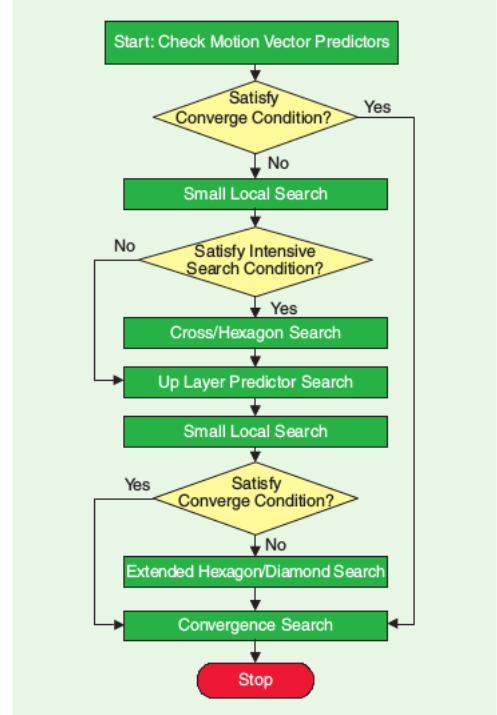 Start: Check Motion Vector Predictors
Satisfy
Converge Condition?
Yes
No
Small Local Search
No
Satisfy Intensive
Search Condition?
Yes
Cross/Hexagon Search
Up Layer Predictor Search
Small Local Search
Yes
Satisfy
Converge Condition?
No
Extended Hexagon/Diamond Search
Convergence Search
Stop